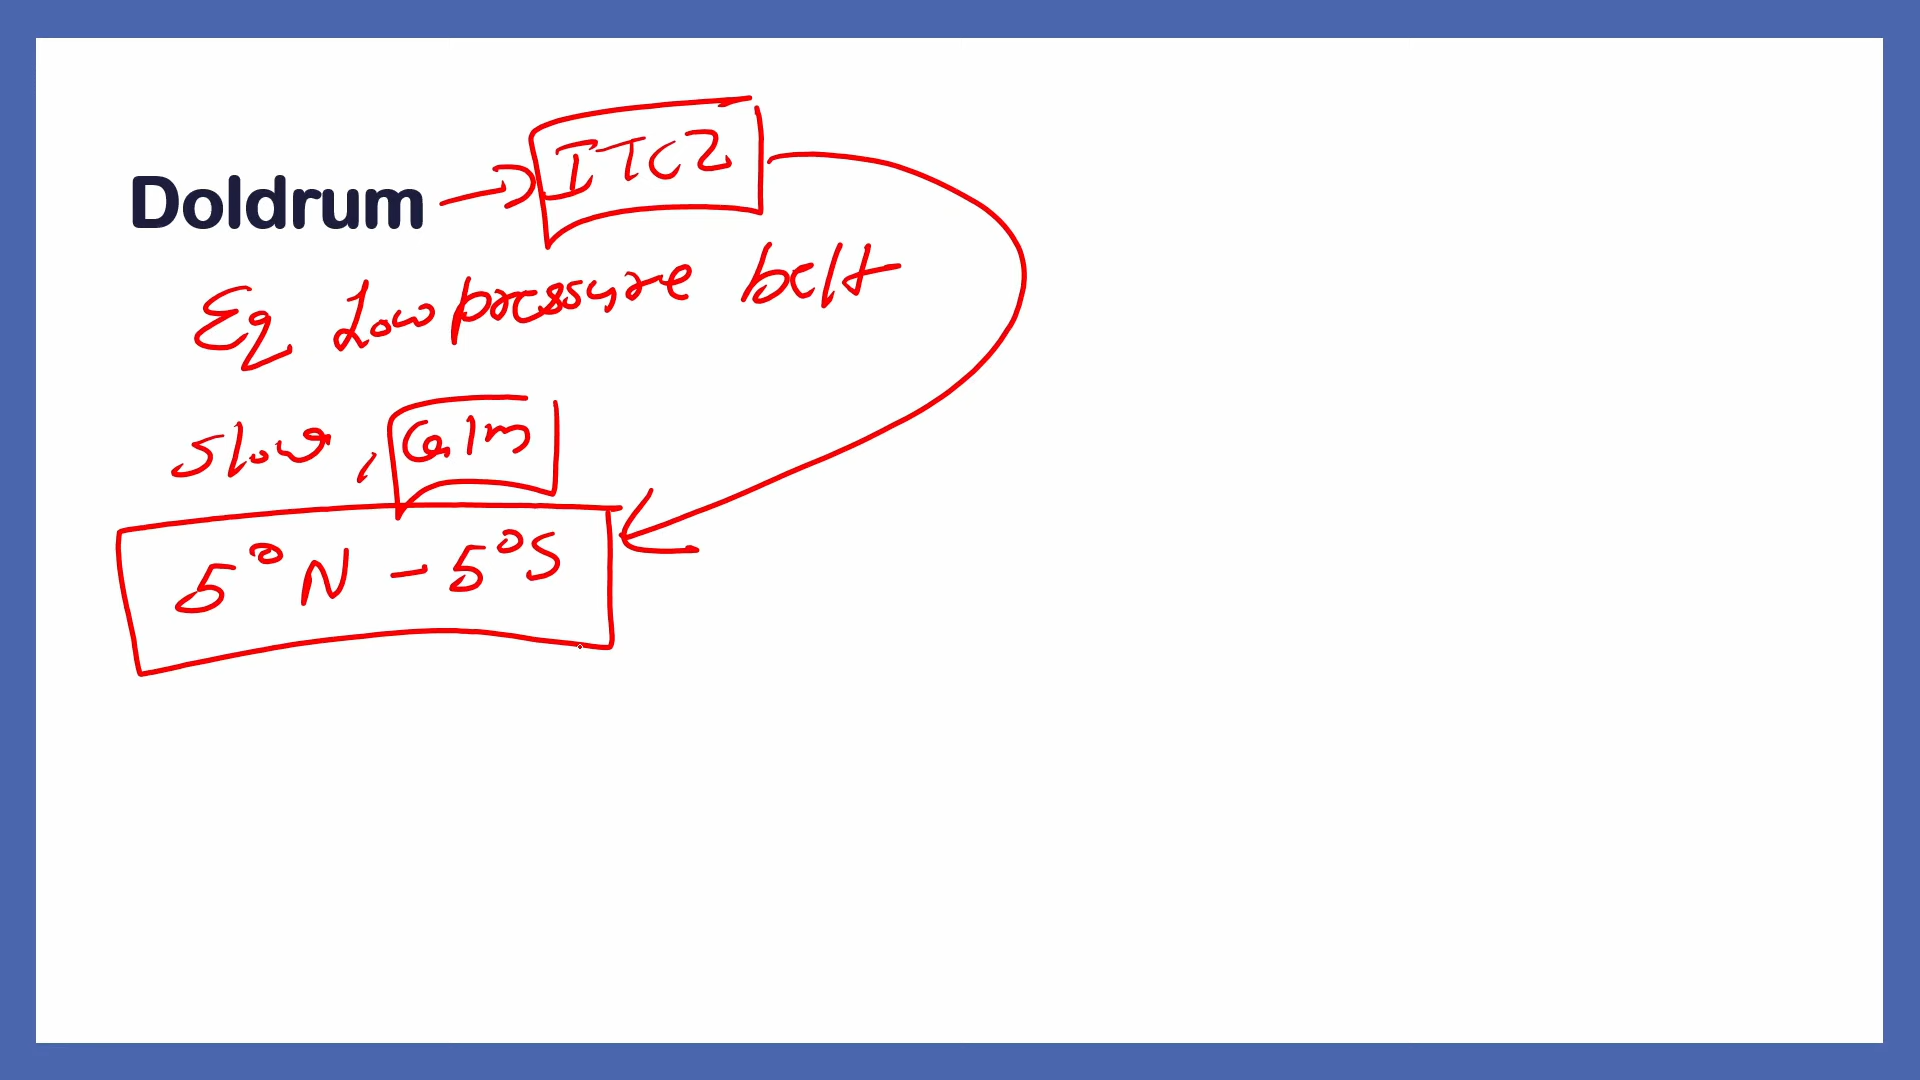 Doldrum → ITCZ
Eq Low pressure belt
Slow, Calm
5°N - 5°S